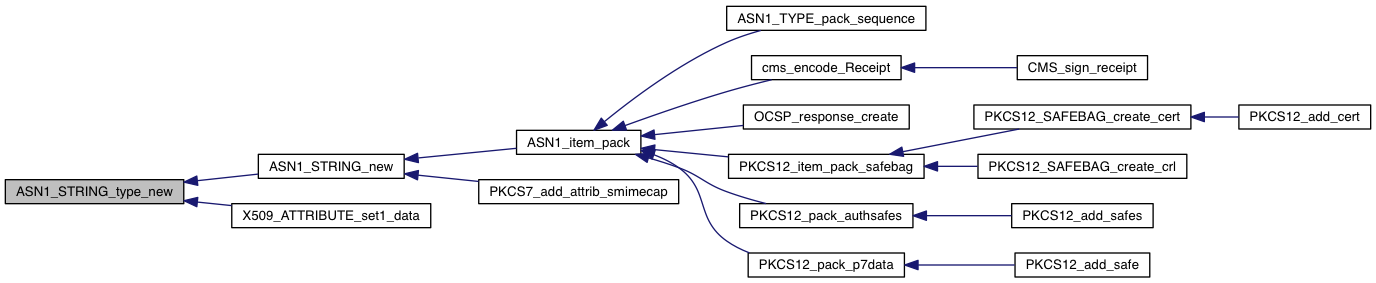 ASN1_TYPE_pack_sequence
cms_encode_Receipt
CMS_sign_receipt
OCSP_response_create
PKCS12_SAFEBAG_create_cert
PKCS12_add_cert
ASN1_item_pack
ASN1_STRING_new
PKCS12_item_pack_safebag
PKCS12_SAFEBAG_create_crl
ASN1_STRING_type_new
PKCS7_add_attrib_smimecap
X509_ATTRIBUTE_set1_data
PKCS12_pack_authsafes
PKCS12_add_safes
PKCS12_pack_p7data
PKCS12_add_safe